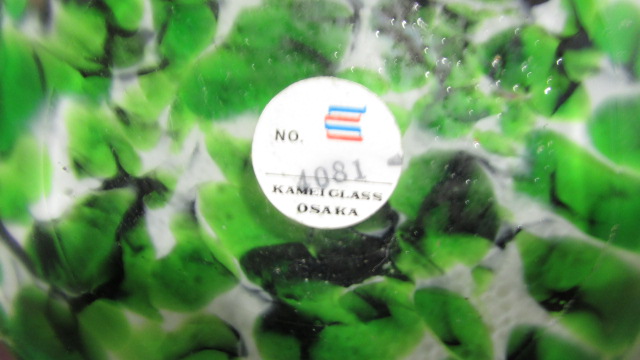 NO.
4081
KAMEI GLASS
OSAKA